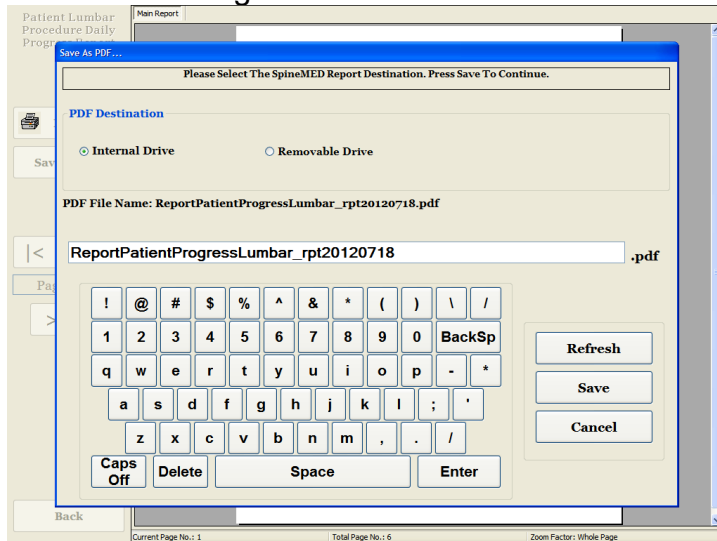 Patient Lumbar
Procedure Daily
Main Report
Save As PDF...
Please Select The SpineMED Report Destination. Press Save To Continue.
PDF Destination
Internal Drive
Removable Drive
PDF File Name: ReportPatientProgressLumbar_rpt20120718.pdf
ReportPatientProgressLumbar_rpt20120718
.pdf
! @ # $ % ^ & * ( ) \ /
1 2 3 4 5 6 7 8 9 0 BackSp
q w e r t y u i o p - *
a s d f g h j k l ; '
z x c v b n m , . /
Caps Off Delete Space Enter
Refresh
Save
Cancel
|<
>
Back
Current Page No.: 1
Total Page No.: 6
Zoom Factor: Whole Page